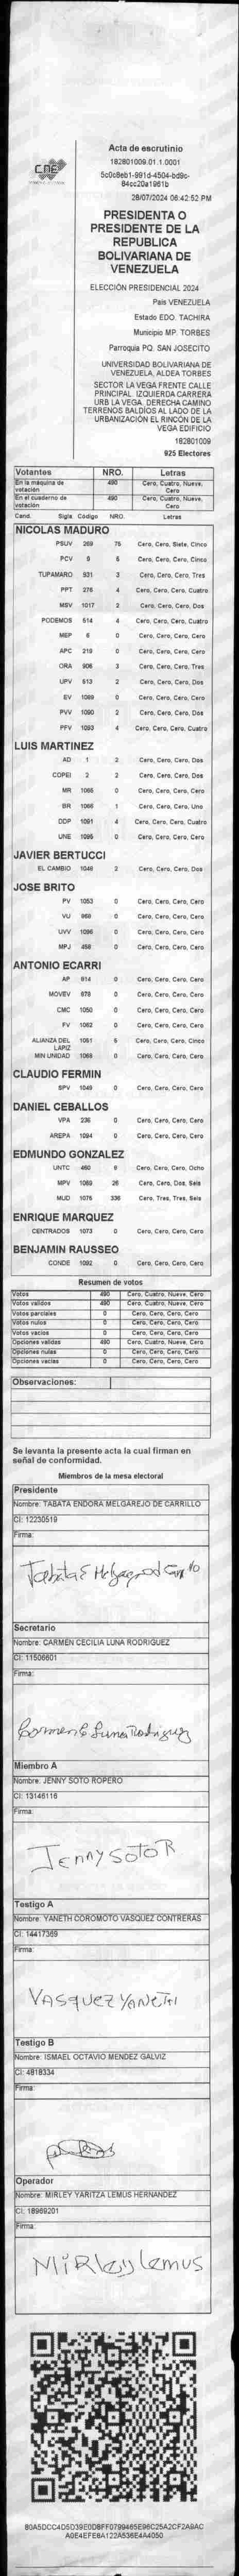 CNE
Acta de escrutinio
182801009.01.1.0001
5c0c8eb1-991d-4504-bd9c-
84cc20a1961b
28/07/2024 06:42:52 PM
PRESIDENTA O
PRESIDENTE DE LA
REPUBLICA
BOLIVARIANA DE
VENEZUELA
ELECCIÓN PRESIDENCIAL 2024
Pais VENEZUELA
Estado EDO. TACHIRA
Municipio MP. TORBES
Parroquia PQ. SAN JOSECITO
UNIVERSIDAD BOLIVARIANA DE
VENEZUELA, ALDEA TORBES
SECTOR LA VEGA FRENTE CALLE
PRINCIPAL. IZQUIERDA CARRERA
URB LA VEGA. DERECHA CAMINO
TERRENOS BALDÍOS AL LADO DE LA
URBANIZACIÓN EL RINCÓN DE LA
VEGA EDIFICIO
182801009
925 Electores
Votantes NRO. Letras
En la máquina de votación 490 Cero, Cuatro, Nueve, Cero
En el cuaderno de votación 490 Cero, Cuatro, Nueve, Cero
Cand. Sigla Código NRO. Letras
NICOLAS MADURO
PSUV 269 75 Cero, Cero, Siete, Cinco
PCV 9 5 Cero, Cero, Cero, Cinco
TUPAMARO 931 3 Cero, Cero, Cero, Tres
PPT 276 4 Cero, Cero, Cero, Cuatro
MSV 1017 2 Cero, Cero, Cero, Dos
PODEMOS 514 4 Cero, Cero, Cero, Cuatro
MEP 6 0 Cero, Cero, Cero, Cero
APC 219 0 Cero, Cero, Cero, Cero
ORA 906 3 Cero, Cero, Cero, Tres
UPV 613 2 Cero, Cero, Cero, Dos
EV 1089 0 Cero, Cero, Cero, Cero
PVV 1090 2 Cero, Cero, Cero, Dos
PFV 1093 4 Cero, Cero, Cero, Cuatro
LUIS MARTINEZ
AD 1 2 Cero, Cero, Cero, Dos
COPEI 2 2 Cero, Cero, Cero, Dos
MR 0 Cero, Cero, Cero, Cero
BR 1 Cero, Cero, Cero, Uno
DDP 1091 4 Cero, Cero, Cero, Cuatro
UNE 1095 0 Cero, Cero, Cero, Cero
JAVIER BERTUCCI
EL CAMBIO 1048 2 Cero, Cero, Cero, Dos
JOSE BRITO
PV 1053 0 Cero, Cero, Cero, Cero
VU 969 0 Cero, Cero, Cero, Cero
UVV 1096 0 Cero, Cero, Cero, Cero
MPJ 458 0 Cero, Cero, Cero, Cero
ANTONIO ECARRI
AP 914 0 Cero, Cero, Cero, Cero
MOVEV 978 0 Cero, Cero, Cero, Cero
CMC 1050 0 Cero, Cero, Cero, Cero
FV 1062 0 Cero, Cero, Cero, Cero
ALIANZA DEL LAPIZ 1081 5 Cero, Cero, Cero, Cinco
MIN UNIDAD 1068 0 Cero, Cero, Cero, Cero
CLAUDIO FERMIN
SPV 1049 0 Cero, Cero, Cero, Cero
DANIEL CEBALLOS
VPA 236 0 Cero, Cero, Cero, Cero
AREPA 1094 0 Cero, Cero, Cero, Cero
EDMUNDO GONZALEZ
UNTC 460 8 Cero, Cero, Cero, Ocho
MPV 1089 26 Cero, Cero, Dos, Seis
MUD 1076 336 Cero, Tres, Tres, Seis
ENRIQUE MARQUEZ
CENTRADOS 1073 0 Cero, Cero, Cero, Cero
BENJAMIN RAUSSEO
CONDE 1092 0 Cero, Cero, Cero, Cero
Resumen de votos
Votos 490 Cero, Cuatro, Nueve, Cero
Votos validos 490 Cero, Cuatro, Nueve, Cero
Votos parciales 0 Cero, Cero, Cero, Cero
Votos nulos 0 Cero, Cero, Cero, Cero
Votos vacios 0 Cero, Cero, Cero, Cero
Opciones validas 490 Cero, Cuatro, Nueve, Cero
Opciones nulas 0 Cero, Cero, Cero, Cero
Opciones vacias 0 Cero, Cero, Cero, Cero
Observaciones:
Se levanta la presente acta la cual firman en
señal de conformidad.
Miembros de la mesa electoral
Presidente
Nombre: TABATA ENDORA MELGAREJO DE CARRILLO
CI: 12230519
Firma:
Secretario
Nombre: CARMEN CECILIA LUNA RODRIGUEZ
CI: 11506601
Firma:
Carmen C Luna Rodriguez
Miembro A
Nombre: JENNY SOTO ROPERO
CI: 13146116
Firma:
Jenny Soto R
Testigo A
Nombre: YANETH COROMOTO VASQUEZ CONTRERAS
CI: 14417369
Firma:
Vasquez Yaneth
Testigo B
Nombre: ISMAEL OCTAVIO MENDEZ GALVIZ
CI: 4818334
Firma:
Operador
Nombre: MIRLEY YARITZA LEMUS HERNANDEZ
CI: 18969201
Firma:
Mirley Lemus
80A5DCC4D5D39E0D8FF0799465E96C25A2CF2A9AC
A0E4EFE8A122A536E4A4050